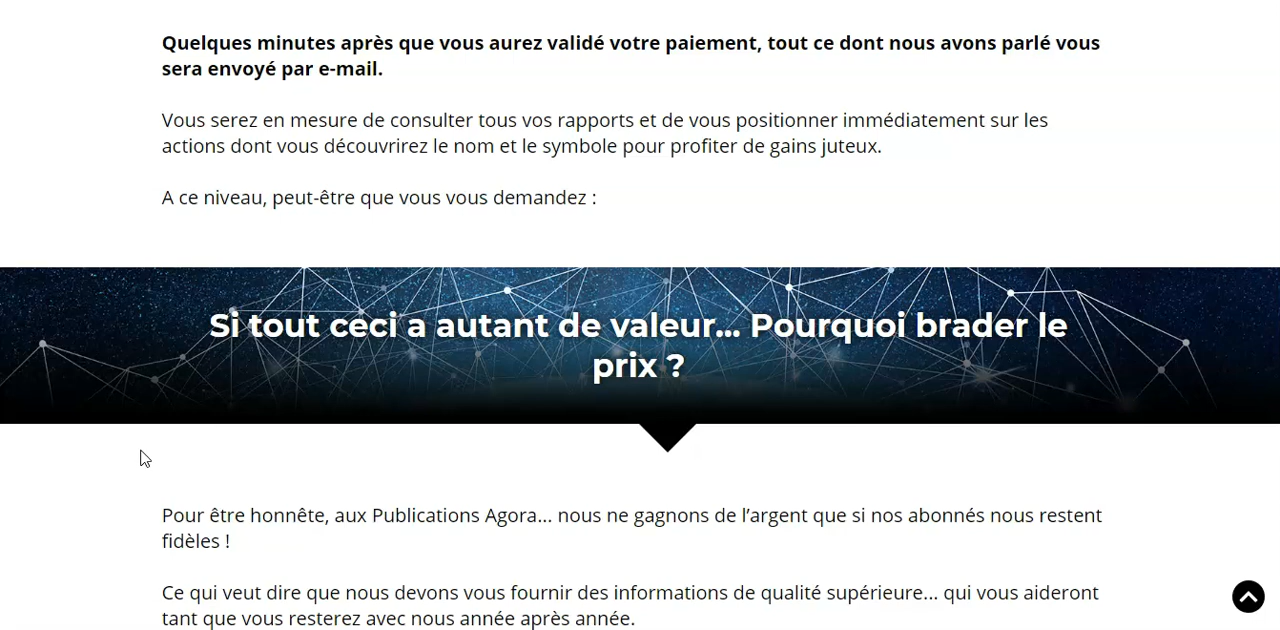 Quelques minutes après que vous aurez validé votre paiement, tout ce dont nous avons parlé vous
sera envoyé par e-mail.
Vous serez en mesure de consulter tous vos rapports et de vous positionner immédiatement sur les
actions dont vous découvrirez le nom et le symbole pour profiter de gains juteux.
A ce niveau, peut-être que vous vous demandez :
Si tout ceci a autant de valeur... Pourquoi brader le
prix ?
Pour être honnête, aux Publications Agora... nous ne gagnons de l’argent que si nos abonnés nous restent
fidèles !
Ce qui veut dire que nous devons vous fournir des informations de qualité supérieure... qui vous aideront
tant que vous resterez avec nous année après année.